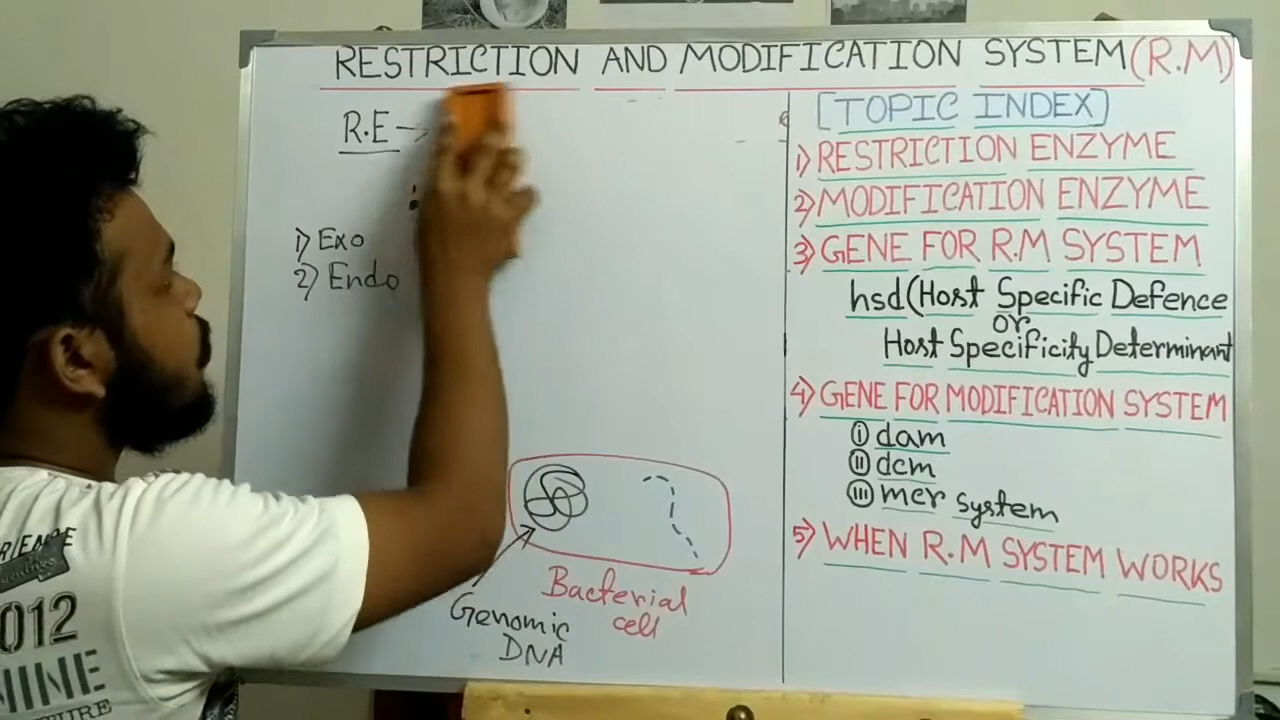 RESTRICTION AND MODIFICATION SYSTEM (R.M)
R.E →
1) Exo
2) Endo
Genomic
DNA
Bacterial
cell
[TOPIC INDEX]
1) RESTRICTION ENZYME
2) MODIFICATION ENZYME
3) GENE FOR R.M SYSTEM
hsd (Host Specific Defence
or
Host Specificity Determinant
4) GENE FOR MODIFICATION SYSTEM
(i) dam
(ii) dcm
(iii) mer system
5) WHEN R.M SYSTEM WORKS
2012